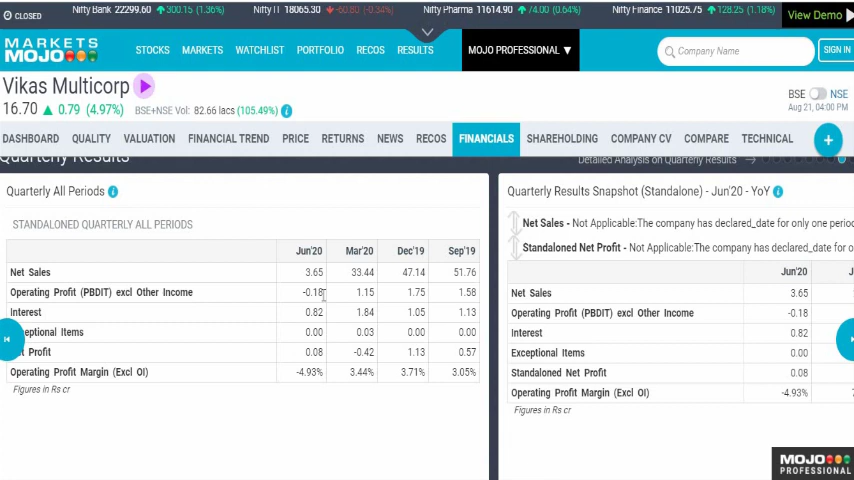 CLOSED
Nifty Bank 22299.60 300.15 (1.36%) Nifty IT 18065.30 -60.80 (-0.34%) Nifty Pharma 11614.90 74.00 (0.64%) Nifty Finance 11025.75 128.25 (1.18%)
View Demo
MARKETS
MOJO
STOCKS MARKETS WATCHLIST PORTFOLIO RECOS RESULTS MOJO PROFESSIONAL ▼ Company Name SIGN IN
Vikas Multicorp
16.70 ▲ 0.79 (4.97%) BSE+NSE Vol: 82.66 lacs (105.49%)
BSE NSE
Aug 21, 04:00 PM
DASHBOARD QUALITY VALUATION FINANCIAL TREND PRICE RETURNS NEWS RECOS FINANCIALS SHAREHOLDING COMPANY CV COMPARE TECHNICAL +
Quarterly Results
Detailed Analysis on Quarterly Results
Quarterly All Periods
STANDALONED QUARTERLY ALL PERIODS
Jun'20 Mar'20 Dec'19 Sep'19
Net Sales 3.65 33.44 47.14 51.76
Operating Profit (PBDIT) excl Other Income -0.18 1.15 1.75 1.58
Interest 0.82 1.84 1.05 1.13
eptional Items 0.00 0.03 0.00 0.00
t Profit 0.08 -0.42 1.13 0.57
Operating Profit Margin (Excl OI) -4.93% 3.44% 3.71% 3.05%
Figures in Rs cr
Quarterly Results Snapshot (Standalone) - Jun'20 - YoY
Net Sales - Not Applicable:The company has declared_date for only one perio
Standaloned Net Profit - Not Applicable:The company has declared_date for o
Jun'20
Net Sales 3.65
Operating Profit (PBDIT) excl Other Income -0.18
Interest 0.82
Exceptional Items 0.00
Standaloned Net Profit 0.08
Operating Profit Margin (Excl OI) -4.93%
Figures in Rs cr
MOJO
PROFESSIONAL